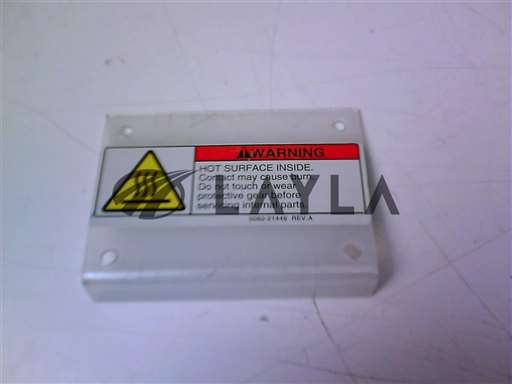 WARNING
HOT SURFACE INSIDE.
Contact may cause burn.
Do not touch or wear
protective gear before
servicing internal parts.
0060-21446 REV.A
LAYLA